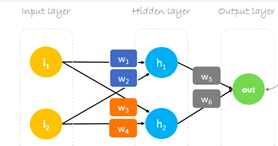 Input layer Hidden layer Output layer
i1 w1 h1
w2 w5
out
w3 w6
i2 w4 h2